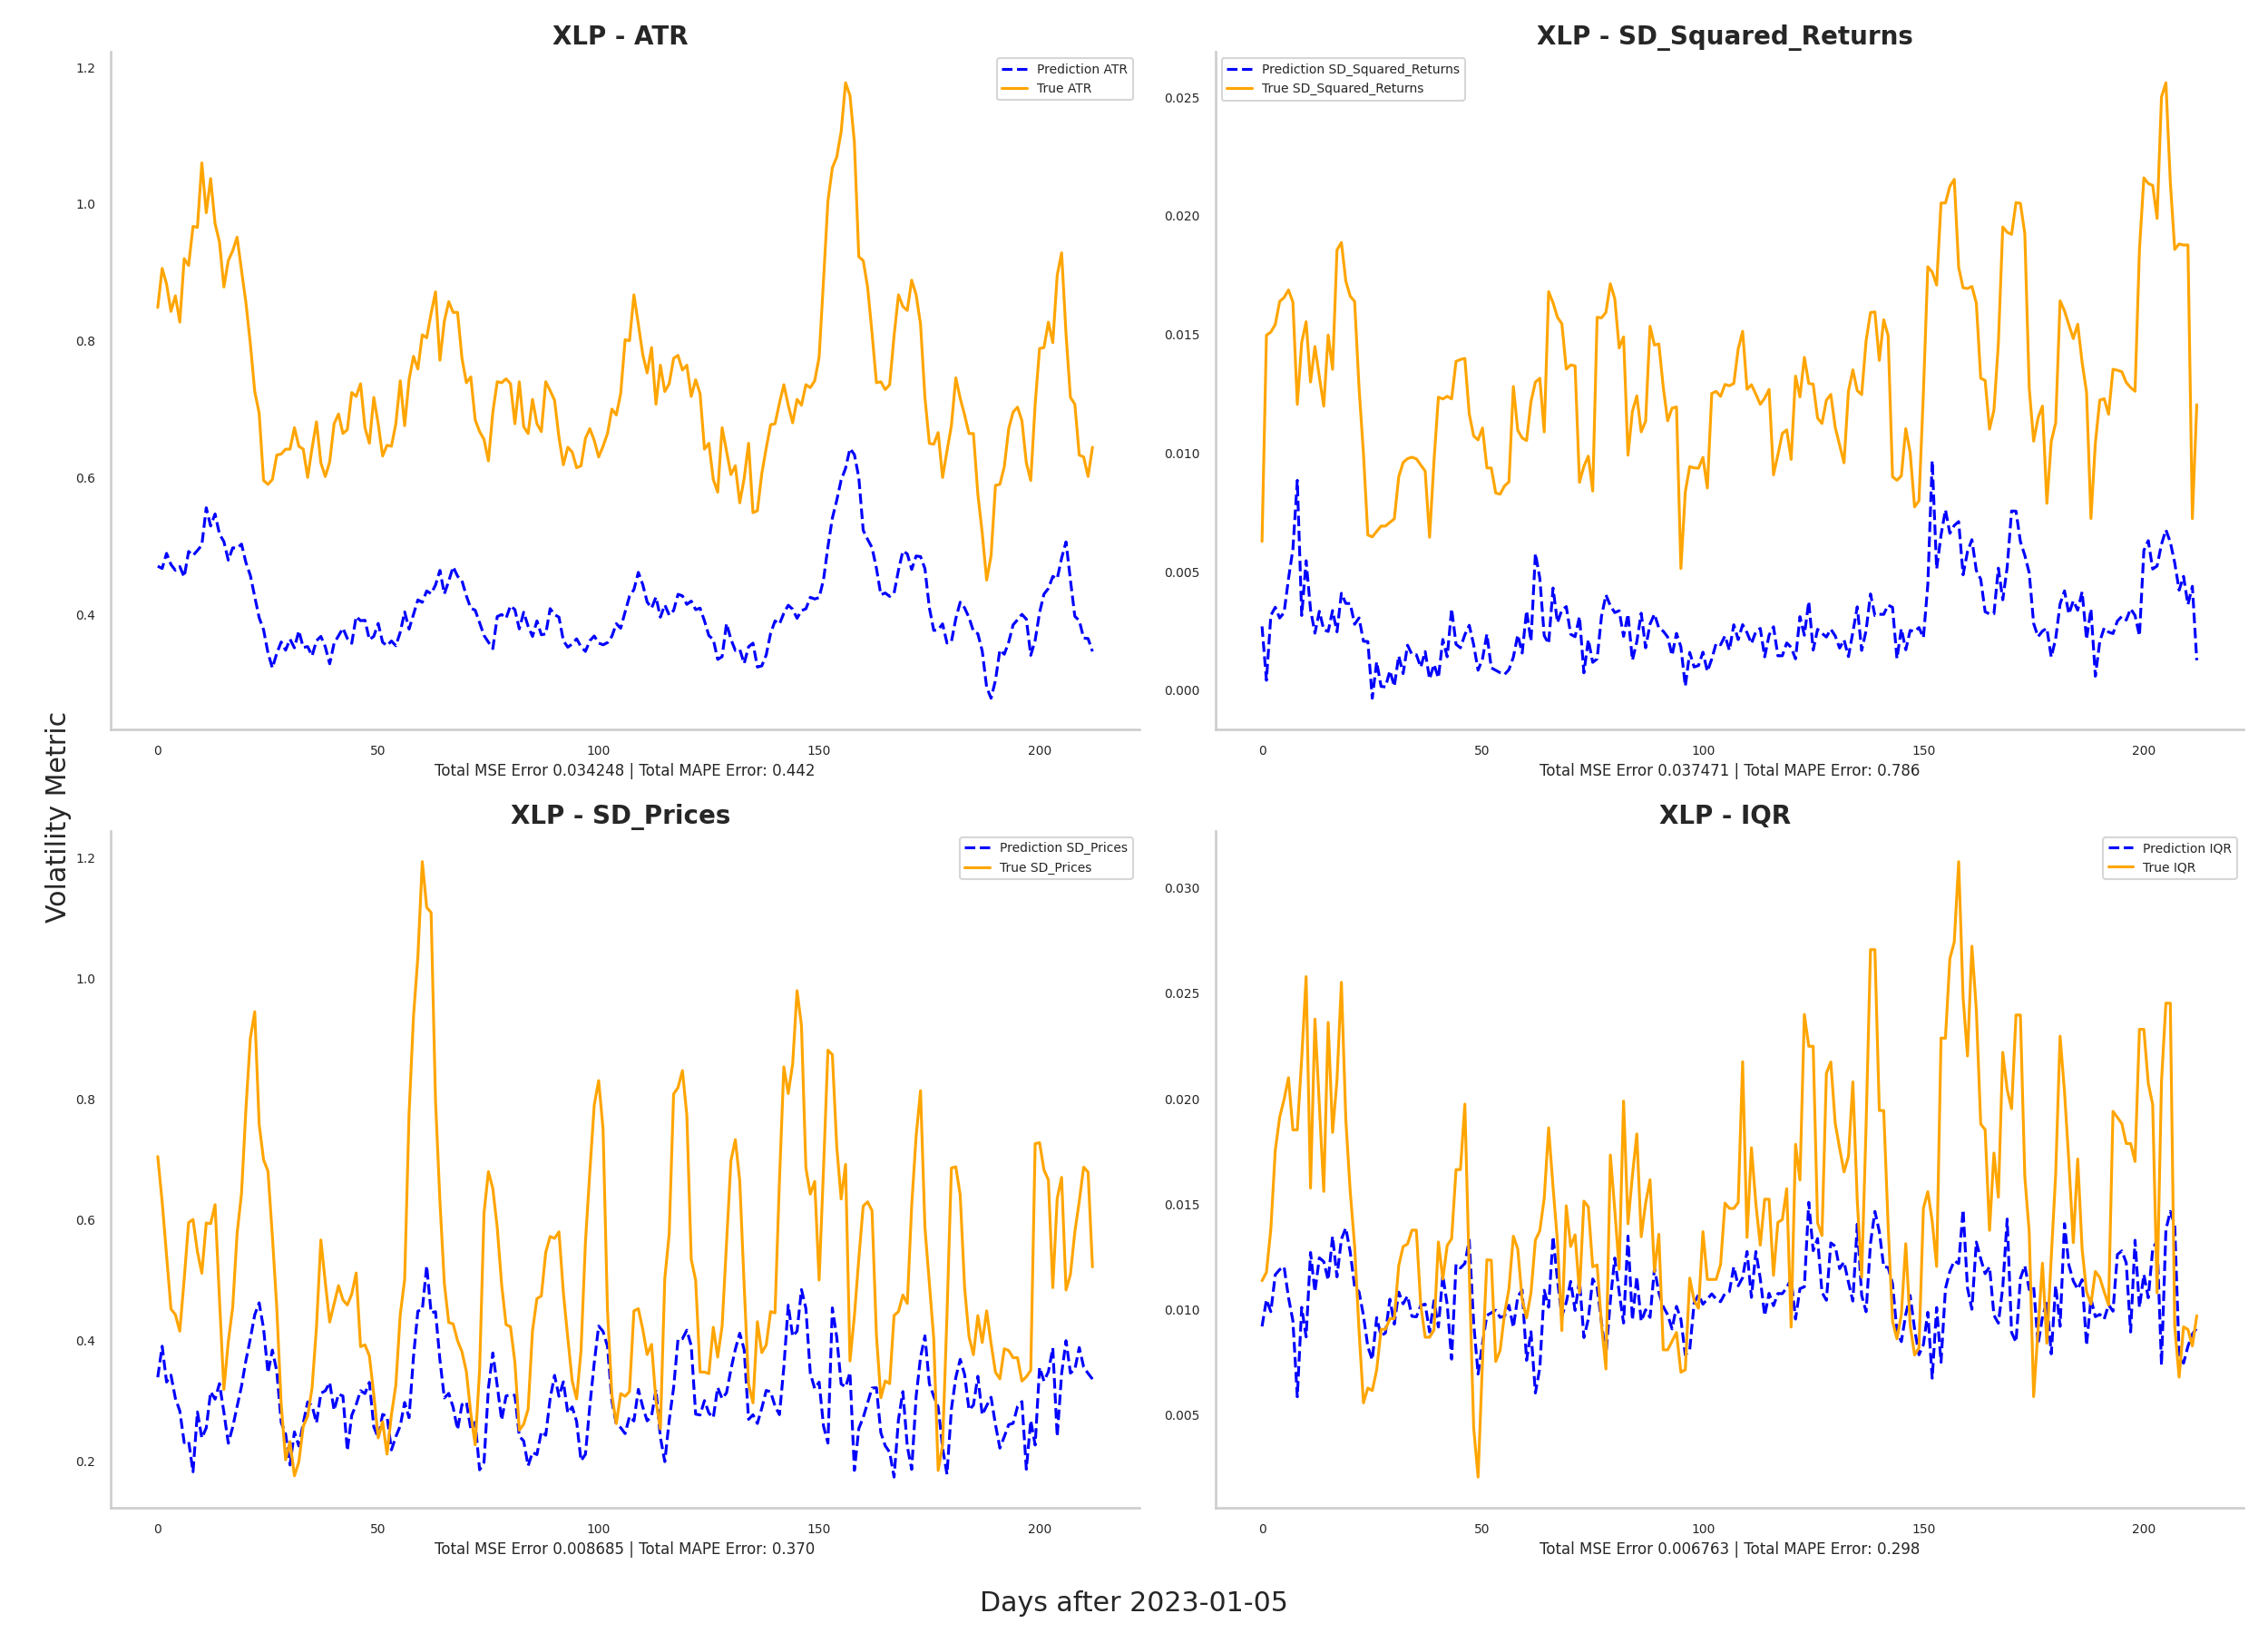 XLP - ATR
1.2
1.0
0.8
0.6
0.4
Prediction ATR
True ATR
0
50
100
150
200
Total MSE Error 0.034248 | Total MAPE Error: 0.442
XLP - SD_Squared_Returns
0.025
0.020
0.015
0.010
0.005
0.000
Prediction SD_Squared_Returns
True SD_Squared_Returns
0
50
100
150
200
Total MSE Error 0.037471 | Total MAPE Error: 0.786
Volatility Metric
XLP - SD_Prices
1.2
1.0
0.8
0.6
0.4
0.2
Prediction SD_Prices
True SD_Prices
0
50
100
150
200
Total MSE Error 0.008685 | Total MAPE Error: 0.370
XLP - IQR
0.030
0.025
0.020
0.015
0.010
0.005
Prediction IQR
True IQR
0
50
100
150
200
Total MSE Error 0.006763 | Total MAPE Error: 0.298
Days after 2023-01-05